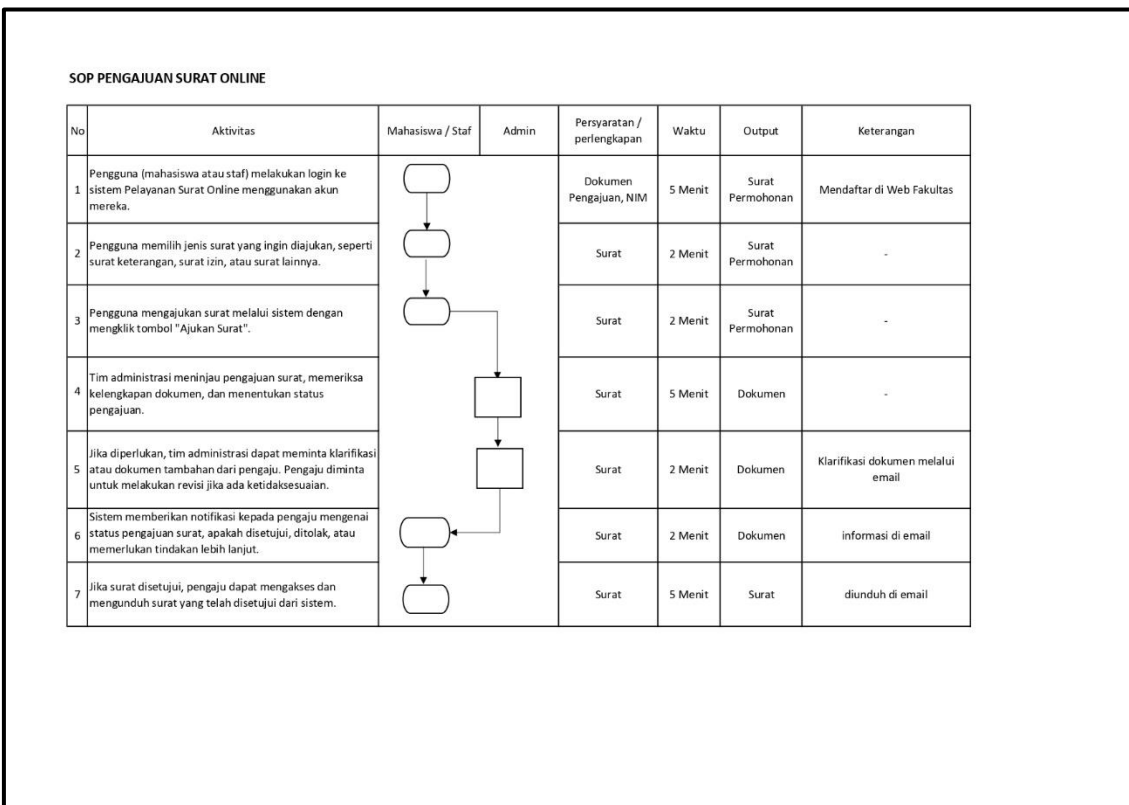 SOP PENGAJUAN SURAT ONLINE
No
Aktivitas
Mahasiswa / Staf
Admin
Persyaratan /
perlengkapan
Waktu
Output
Keterangan
1
Pengguna (mahasiswa atau staf) melakukan login ke
sistem Pelayanan Surat Online menggunakan akun
mereka.
Dokumen
Pengajuan, NIM
5 Menit
Surat
Permohonan
Mendaftar di Web Fakultas
2
Pengguna memilih jenis surat yang ingin diajukan, seperti
surat keterangan, surat izin, atau surat lainnya.
Surat
2 Menit
Surat
Permohonan
-
3
Pengguna mengajukan surat melalui sistem dengan
mengklik tombol "Ajukan Surat".
Surat
2 Menit
Surat
Permohonan
-
4
Tim administrasi meninjau pengajuan surat, memeriksa
kelengkapan dokumen, dan menentukan status
pengajuan.
Surat
5 Menit
Dokumen
-
5
Jika diperlukan, tim administrasi dapat meminta klarifikasi
atau dokumen tambahan dari pengaju. Pengaju diminta
untuk melakukan revisi jika ada ketidaksesuaian.
Surat
2 Menit
Dokumen
Klarifikasi dokumen melalui
email
6
Sistem memberikan notifikasi kepada pengaju mengenai
status pengajuan surat, apakah disetujui, ditolak, atau
memerlukan tindakan lebih lanjut.
Surat
2 Menit
Dokumen
informasi di email
7
Jika surat disetujui, pengaju dapat mengakses dan
mengunduh surat yang telah disetujui dari sistem.
Surat
5 Menit
Surat
diunduh di email